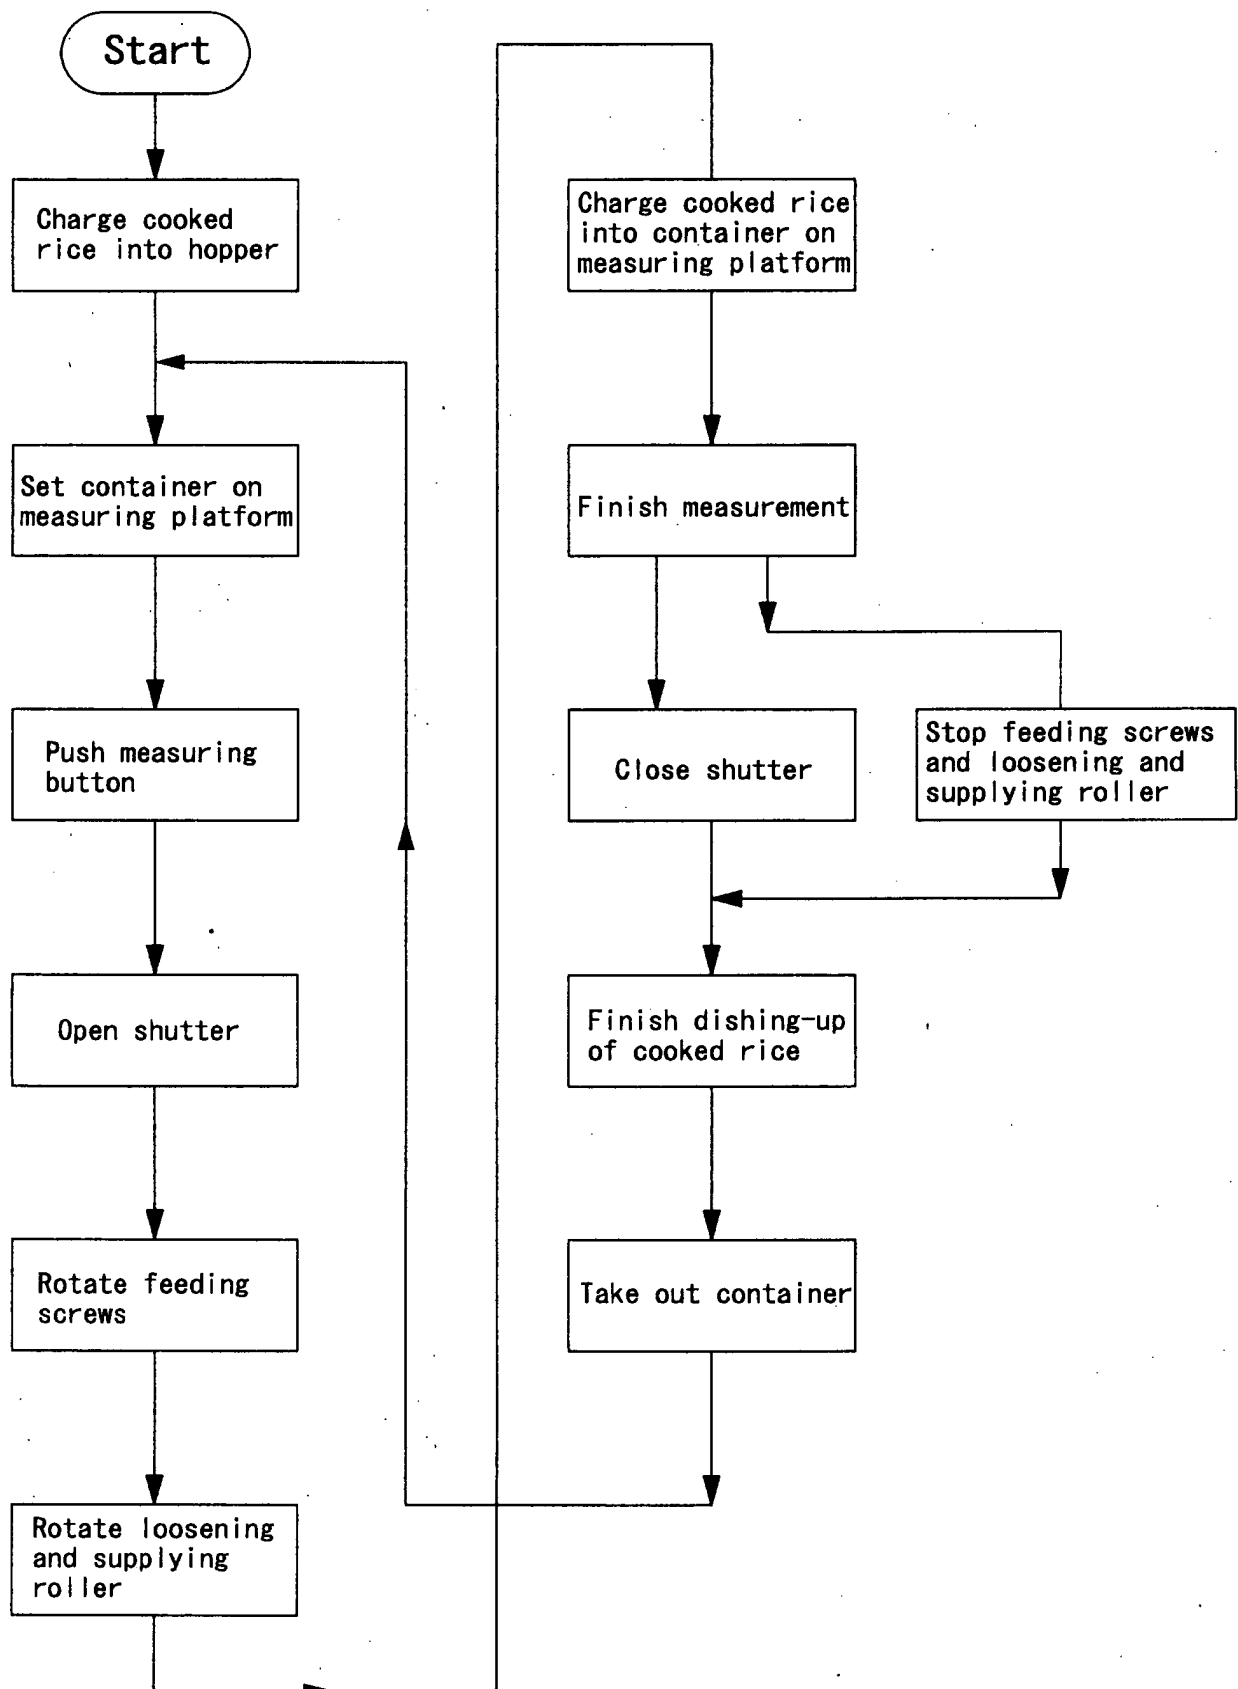 Start
Charge cooked
rice into hopper
Set container on
measuring platform
Push measuring
button
Open shutter
Rotate feeding
screws
Rotate loosening
and supplying
roller
Charge cooked rice
into container on
measuring platform
Finish measurement
Close shutter
Stop feeding screws
and loosening and
supplying roller
Finish dishing-up
of cooked rice
Take out container